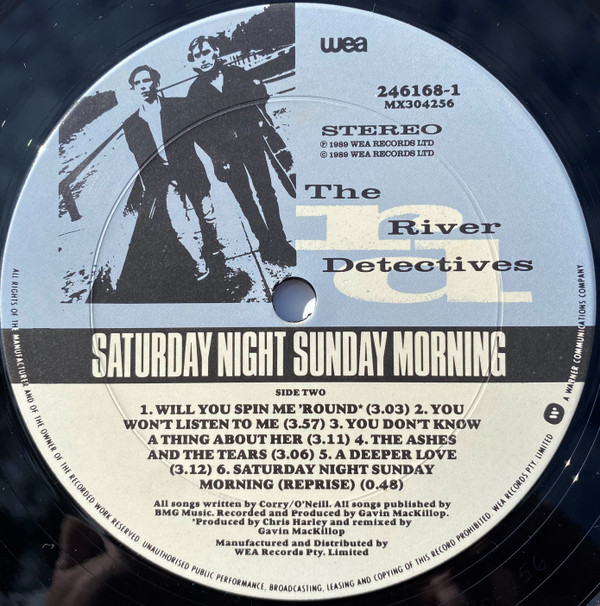 wea
246168-1
MX304256
STEREO
℗ 1989 WEA RECORDS LTD
© 1989 WEA RECORDS LTD
The
River
Detectives
rd
SATURDAY NIGHT SUNDAY MORNING
SIDE TWO
1. WILL YOU SPIN ME 'ROUND* (3.03) 2. YOU
WON'T LISTEN TO ME (3.57) 3. YOU DON'T KNOW
A THING ABOUT HER (3.11) 4. THE ASHES
AND THE TEARS (3.06) 5. A DEEPER LOVE
(3.12) 6. SATURDAY NIGHT SUNDAY
MORNING (REPRISE) (0.48)
All songs written by Corry/O'Neill. All songs published by
BMG Music. Recorded and Produced by Gavin MacKillop.
*Produced by Chris Harley and remixed by
Gavin MacKillop
Manufactured and Distributed by
WEA Records Pty. Limited
ALL RIGHTS OF THE MANUFACTURER AND OF THE OWNER OF THE RECORDED WORK RESERVED. UNAUTHORISED PUBLIC PERFORMANCE, BROADCASTING, LEASING AND COPYING OF THIS RECORD PROHIBITED. WEA RECORDS PTY. LIMITED
A WARNER COMMUNICATIONS COMPANY